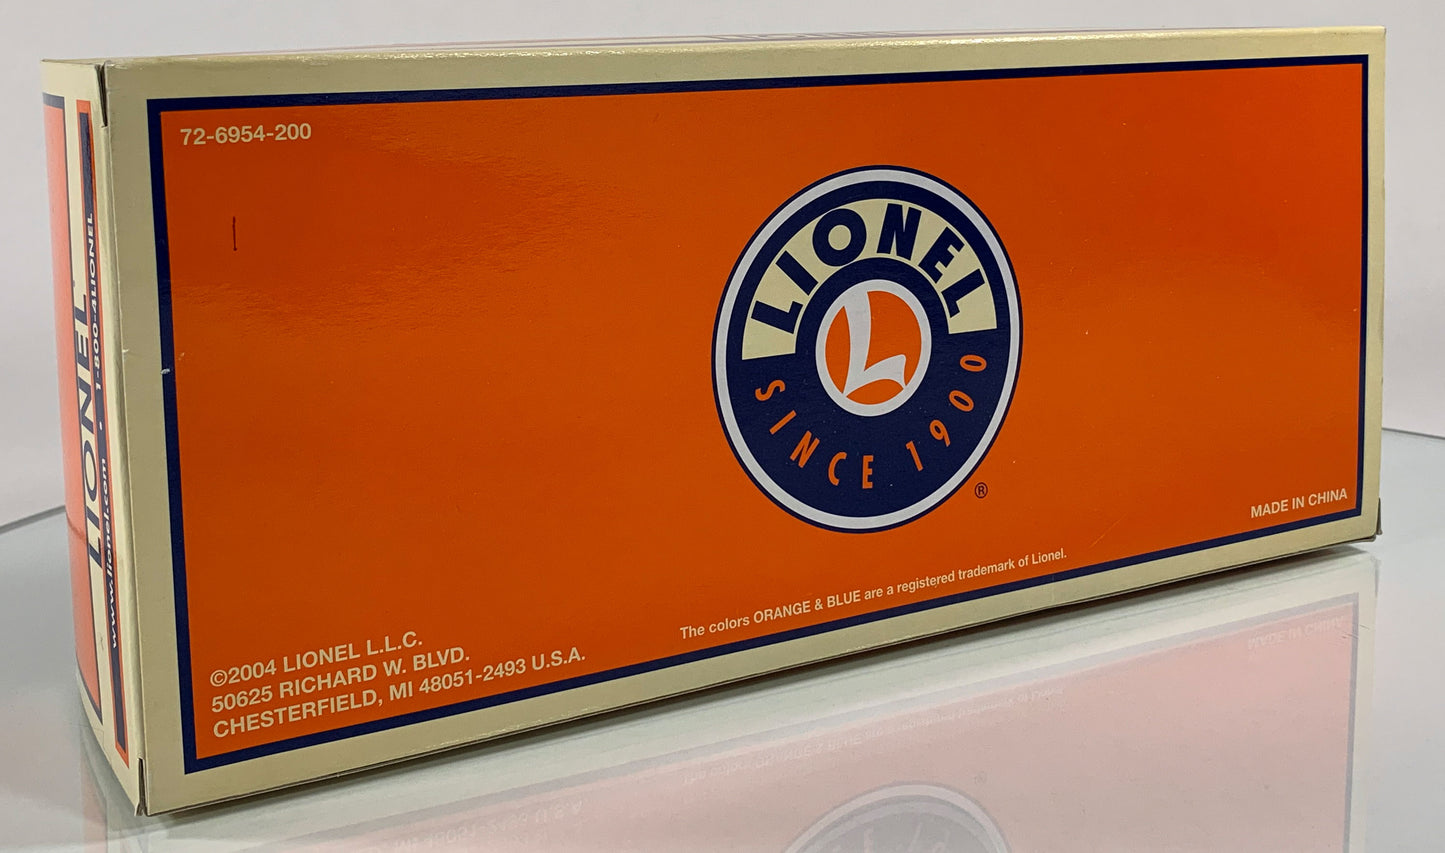 72-6954-200
LIONEL
SINCE 1900
®
MADE IN CHINA
The colors ORANGE & BLUE are a registered trademark of Lionel.
©2004 LIONEL L.L.C.
50625 RICHARD W. BLVD.
CHESTERFIELD, MI 48051-2493 U.S.A.
LIONEL
www.lionel.com • 1-800-4LIONEL